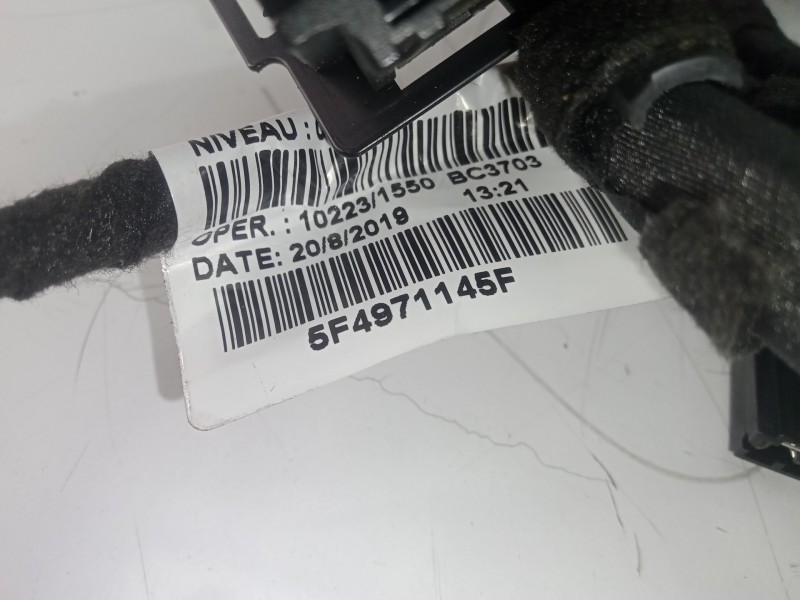 NIVEAU :
OPER. : 10223/1550 BC3703
DATE: 20/8/2019 13:21
5F4971145F